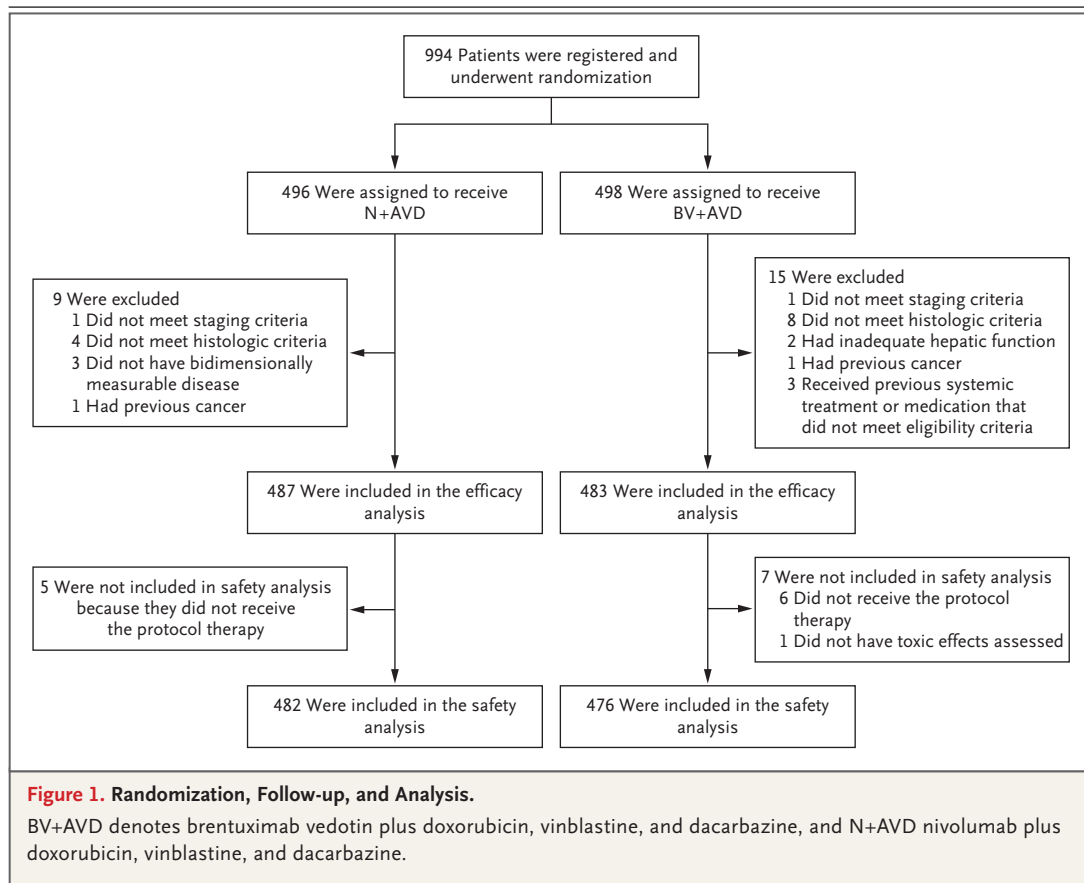 994 Patients were registered and
underwent randomization
496 Were assigned to receive
N+AVD
498 Were assigned to receive
BV+AVD
9 Were excluded
1 Did not meet staging criteria
4 Did not meet histologic criteria
3 Did not have bidimensionally
measurable disease
1 Had previous cancer
15 Were excluded
1 Did not meet staging criteria
8 Did not meet histologic criteria
2 Had inadequate hepatic function
1 Had previous cancer
3 Received previous systemic
treatment or medication that
did not meet eligibility criteria
487 Were included in the efficacy
analysis
483 Were included in the efficacy
analysis
5 Were not included in safety analysis
because they did not receive
the protocol therapy
7 Were not included in safety analysis
6 Did not receive the protocol
therapy
1 Did not have toxic effects assessed
482 Were included in the safety
analysis
476 Were included in the safety
analysis
Figure 1. Randomization, Follow-up, and Analysis.
BV+AVD denotes brentuximab vedotin plus doxorubicin, vinblastine, and dacarbazine, and N+AVD nivolumab plus
doxorubicin, vinblastine, and dacarbazine.